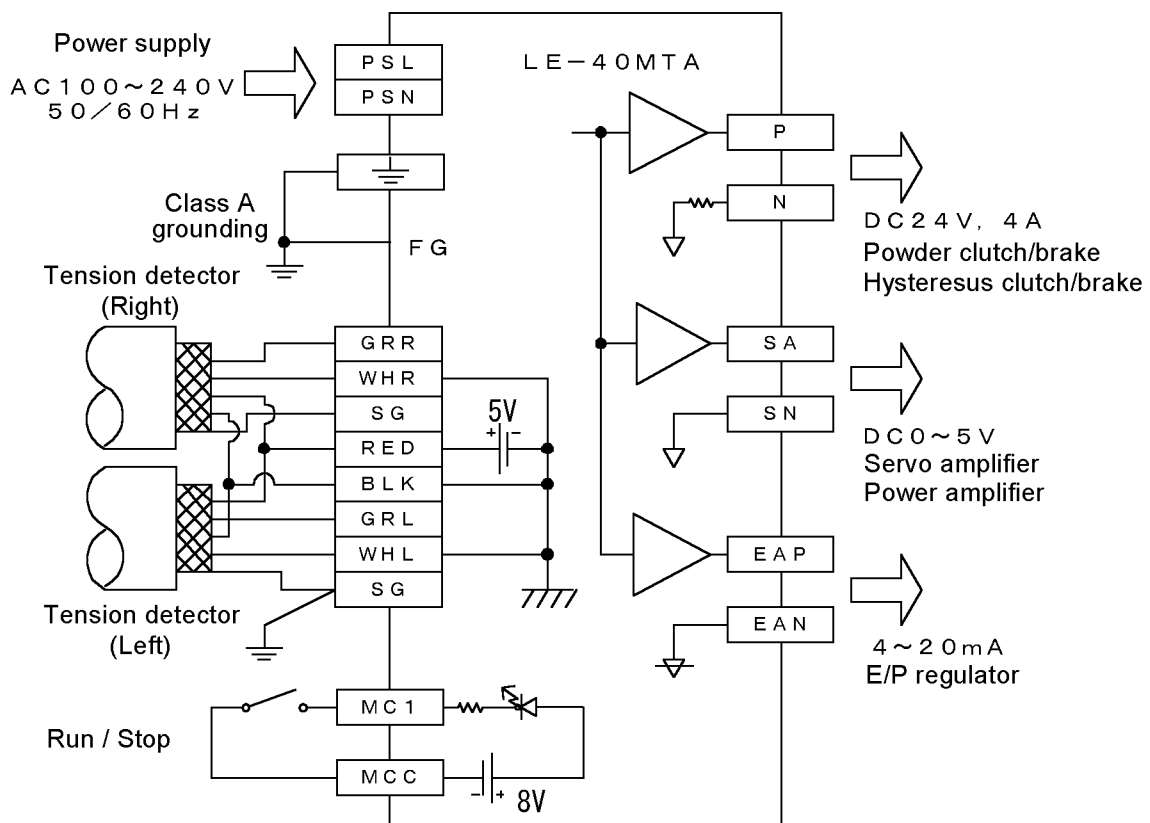 Power supply
AC100～240V
50／60Hz
PSL
PSN
LE－40MTA
P
N
DC24V, 4A
Powder clutch/brake
Hysteresus clutch/brake
Class A
grounding
FG
Tension detector
(Right)
GRR
WHR
SG
RED
BLK
GRL
WHL
SG
5V
+ -
SA
SN
DC0～5V
Servo amplifier
Power amplifier
Tension detector
(Left)
EAP
EAN
4～20mA
E/P regulator
Run / Stop
MC1
MCC
- +
8V